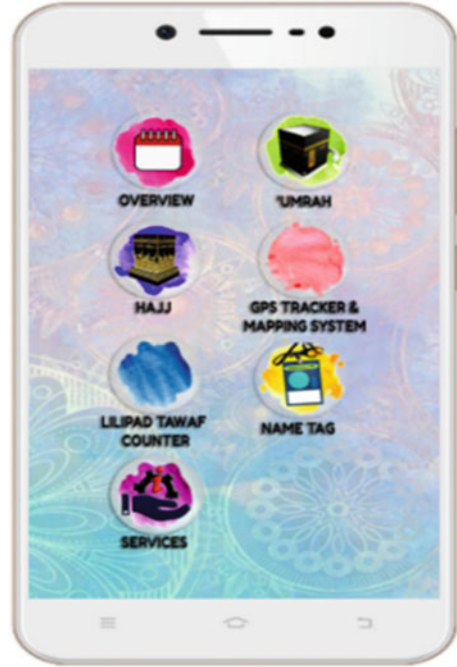 OVERVIEW
'UMRAH
HAJJ
GPS TRACKER &
MAPPING SYSTEM
LILIPAD TAWAF
COUNTER
NAME TAG
SERVICES